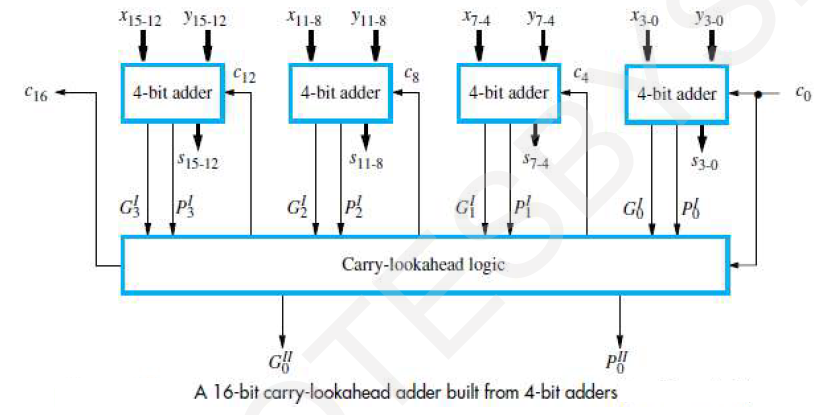 x15-12 y15-12 x11-8 y11-8 x7-4 y7-4 x3-0 y3-0
c16 4-bit adder c12 4-bit adder c8 4-bit adder c4 4-bit adder c0
s15-12 s11-8 s7-4 s3-0
G3I P3I G2I P2I G1I P1I G0I P0I
Carry-lookahead logic
G0II P0II
A 16-bit carry-lookahead adder built from 4-bit adders